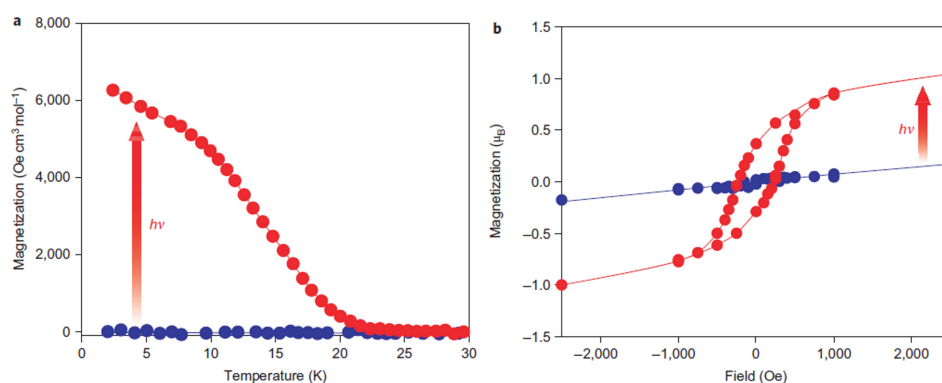 a
8,000
6,000
4,000
2,000
0
Magnetization (Oe cm³ mol⁻¹)
hν
0 5 10 15 20 25 30
Temperature (K)
b
1.5
1.0
0.5
0.0
–0.5
–1.0
–1.5
Magnetization (μB)
hν
–2,000 –1,000 0 1,000 2,000
Field (Oe)